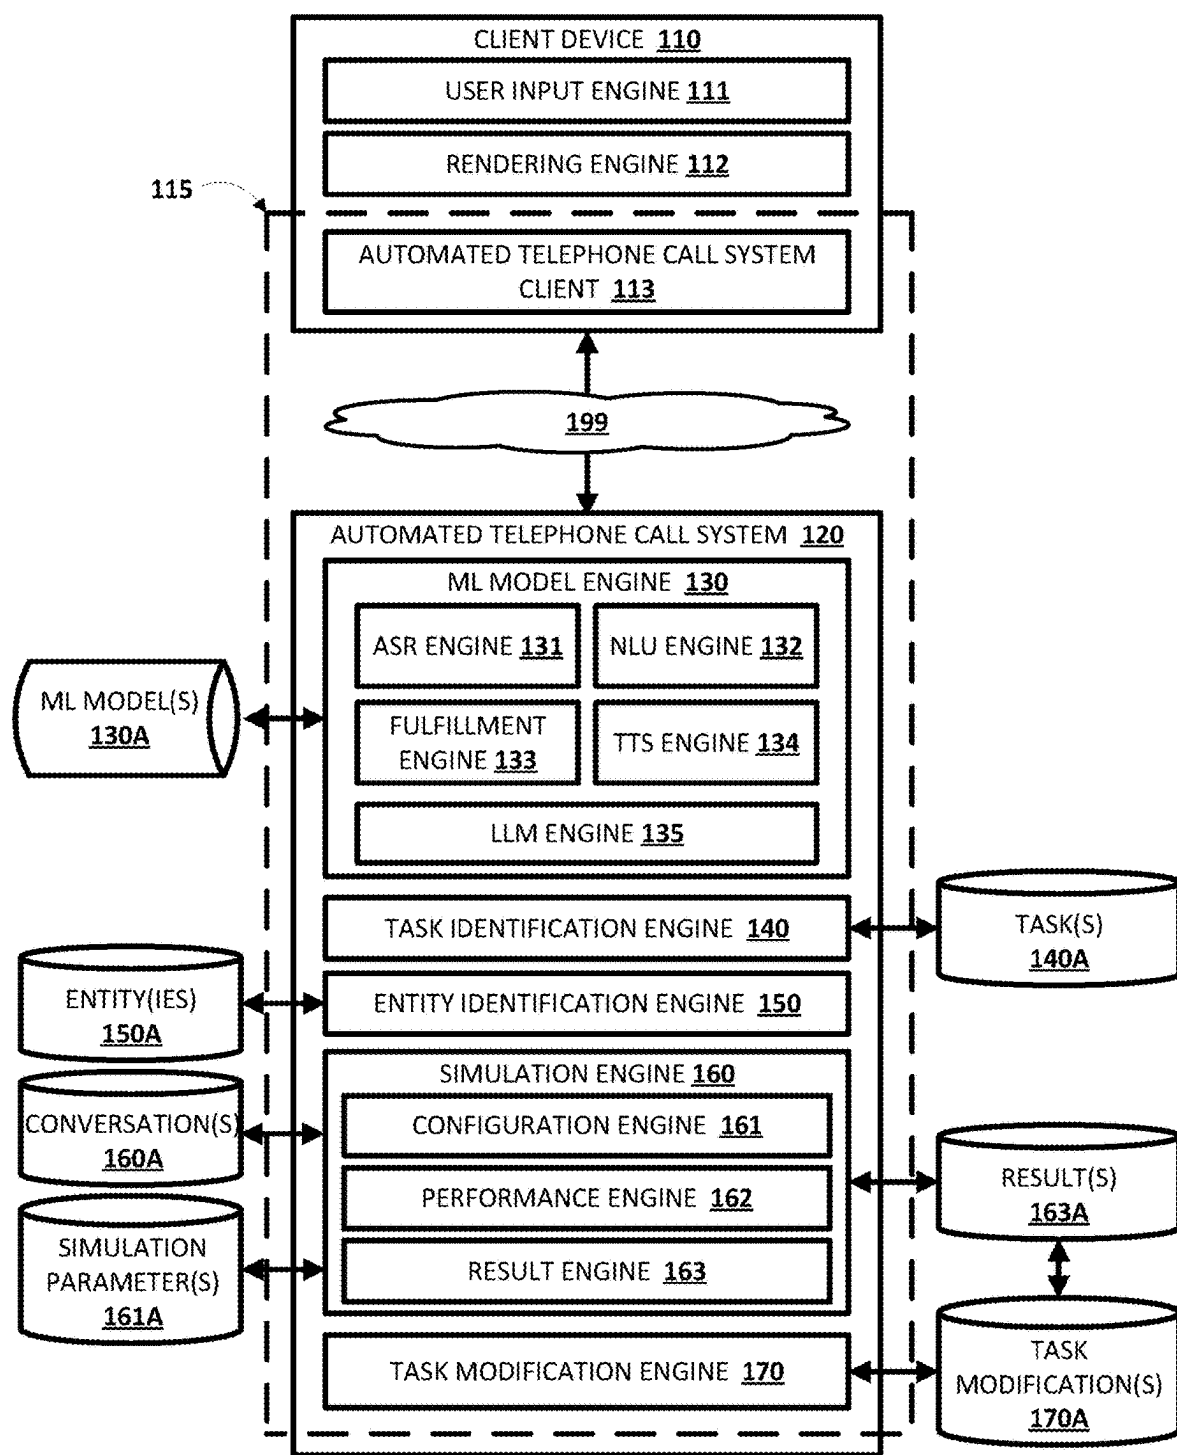 CLIENT DEVICE 110
USER INPUT ENGINE 111
RENDERING ENGINE 112
115
AUTOMATED TELEPHONE CALL SYSTEM
CLIENT 113
199
AUTOMATED TELEPHONE CALL SYSTEM 120
ML MODEL ENGINE 130
ASR ENGINE 131
NLU ENGINE 132
ML MODEL(S)
130A
FULFILLMENT
ENGINE 133
TTS ENGINE 134
LLM ENGINE 135
TASK IDENTIFICATION ENGINE 140
TASK(S)
140A
ENTITY(IES)
150A
ENTITY IDENTIFICATION ENGINE 150
SIMULATION ENGINE 160
CONVERSATION(S)
160A
CONFIGURATION ENGINE 161
PERFORMANCE ENGINE 162
RESULT(S)
163A
SIMULATION
PARAMETER(S)
161A
RESULT ENGINE 163
TASK MODIFICATION ENGINE 170
TASK
MODIFICATION(S)
170A